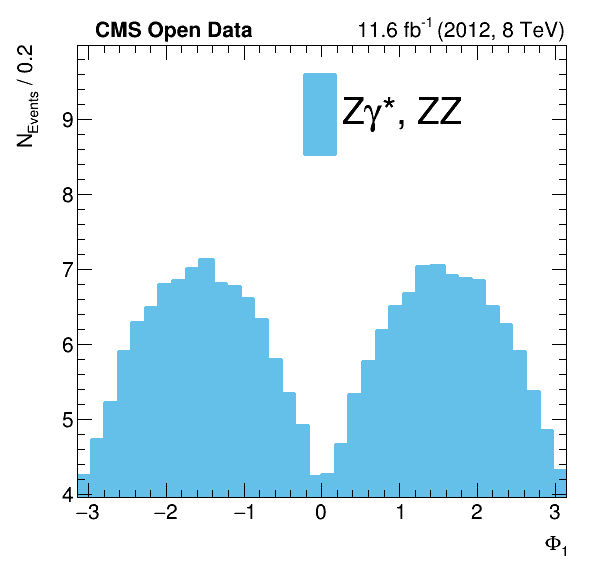 CMS Open Data 11.6 fb⁻¹ (2012, 8 TeV)
N_Events / 0.2
Zγ*, ZZ
9
8
7
6
5
4
−3 −2 −1 0 1 2 3
Φ₁